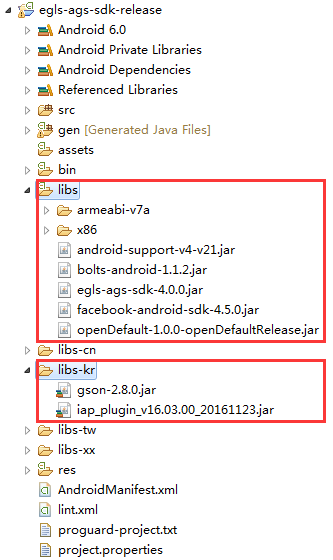 egls-ags-sdk-release
Android 6.0
Android Private Libraries
Android Dependencies
Referenced Libraries
src
gen [Generated Java Files]
assets
bin
libs
armeabi-v7a
x86
android-support-v4-v21.jar
bolts-android-1.1.2.jar
egls-ags-sdk-4.0.0.jar
facebook-android-sdk-4.5.0.jar
openDefault-1.0.0-openDefaultRelease.jar
libs-cn
libs-kr
gson-2.8.0.jar
iap_plugin_v16.03.00_20161123.jar
libs-tw
libs-xx
res
AndroidManifest.xml
lint.xml
proguard-project.txt
project.properties